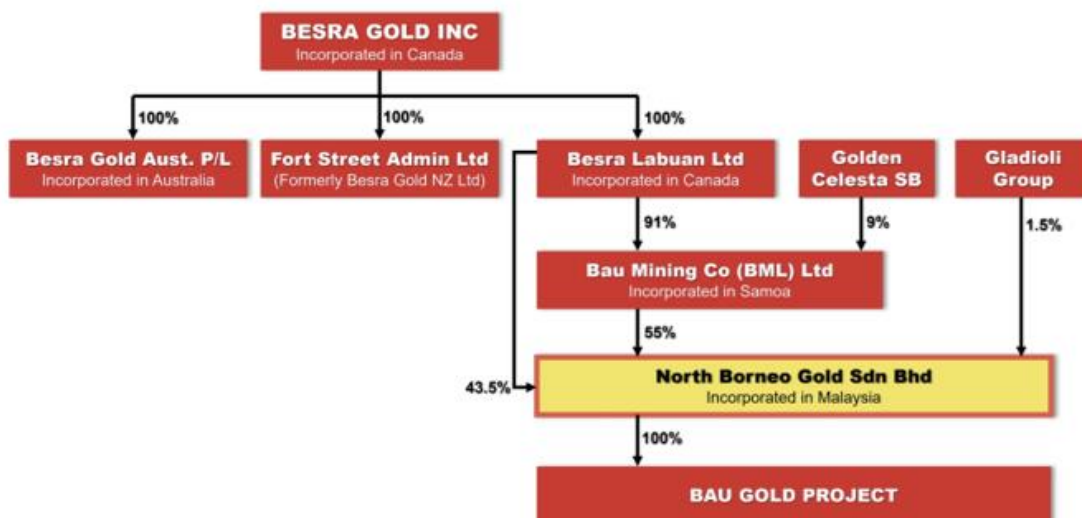 BESRA GOLD INC
Incorporated in Canada
100%
100%
100%
Besra Gold Aust. P/L
Incorporated in Australia
Fort Street Admin Ltd
(Formerly Besra Gold NZ Ltd)
Besra Labuan Ltd
Incorporated in Canada
Golden
Celesta SB
Gladioli
Group
91%
9%
1.5%
Bau Mining Co (BML) Ltd
Incorporated in Samoa
55%
43.5%
North Borneo Gold Sdn Bhd
Incorporated in Malaysia
100%
BAU GOLD PROJECT